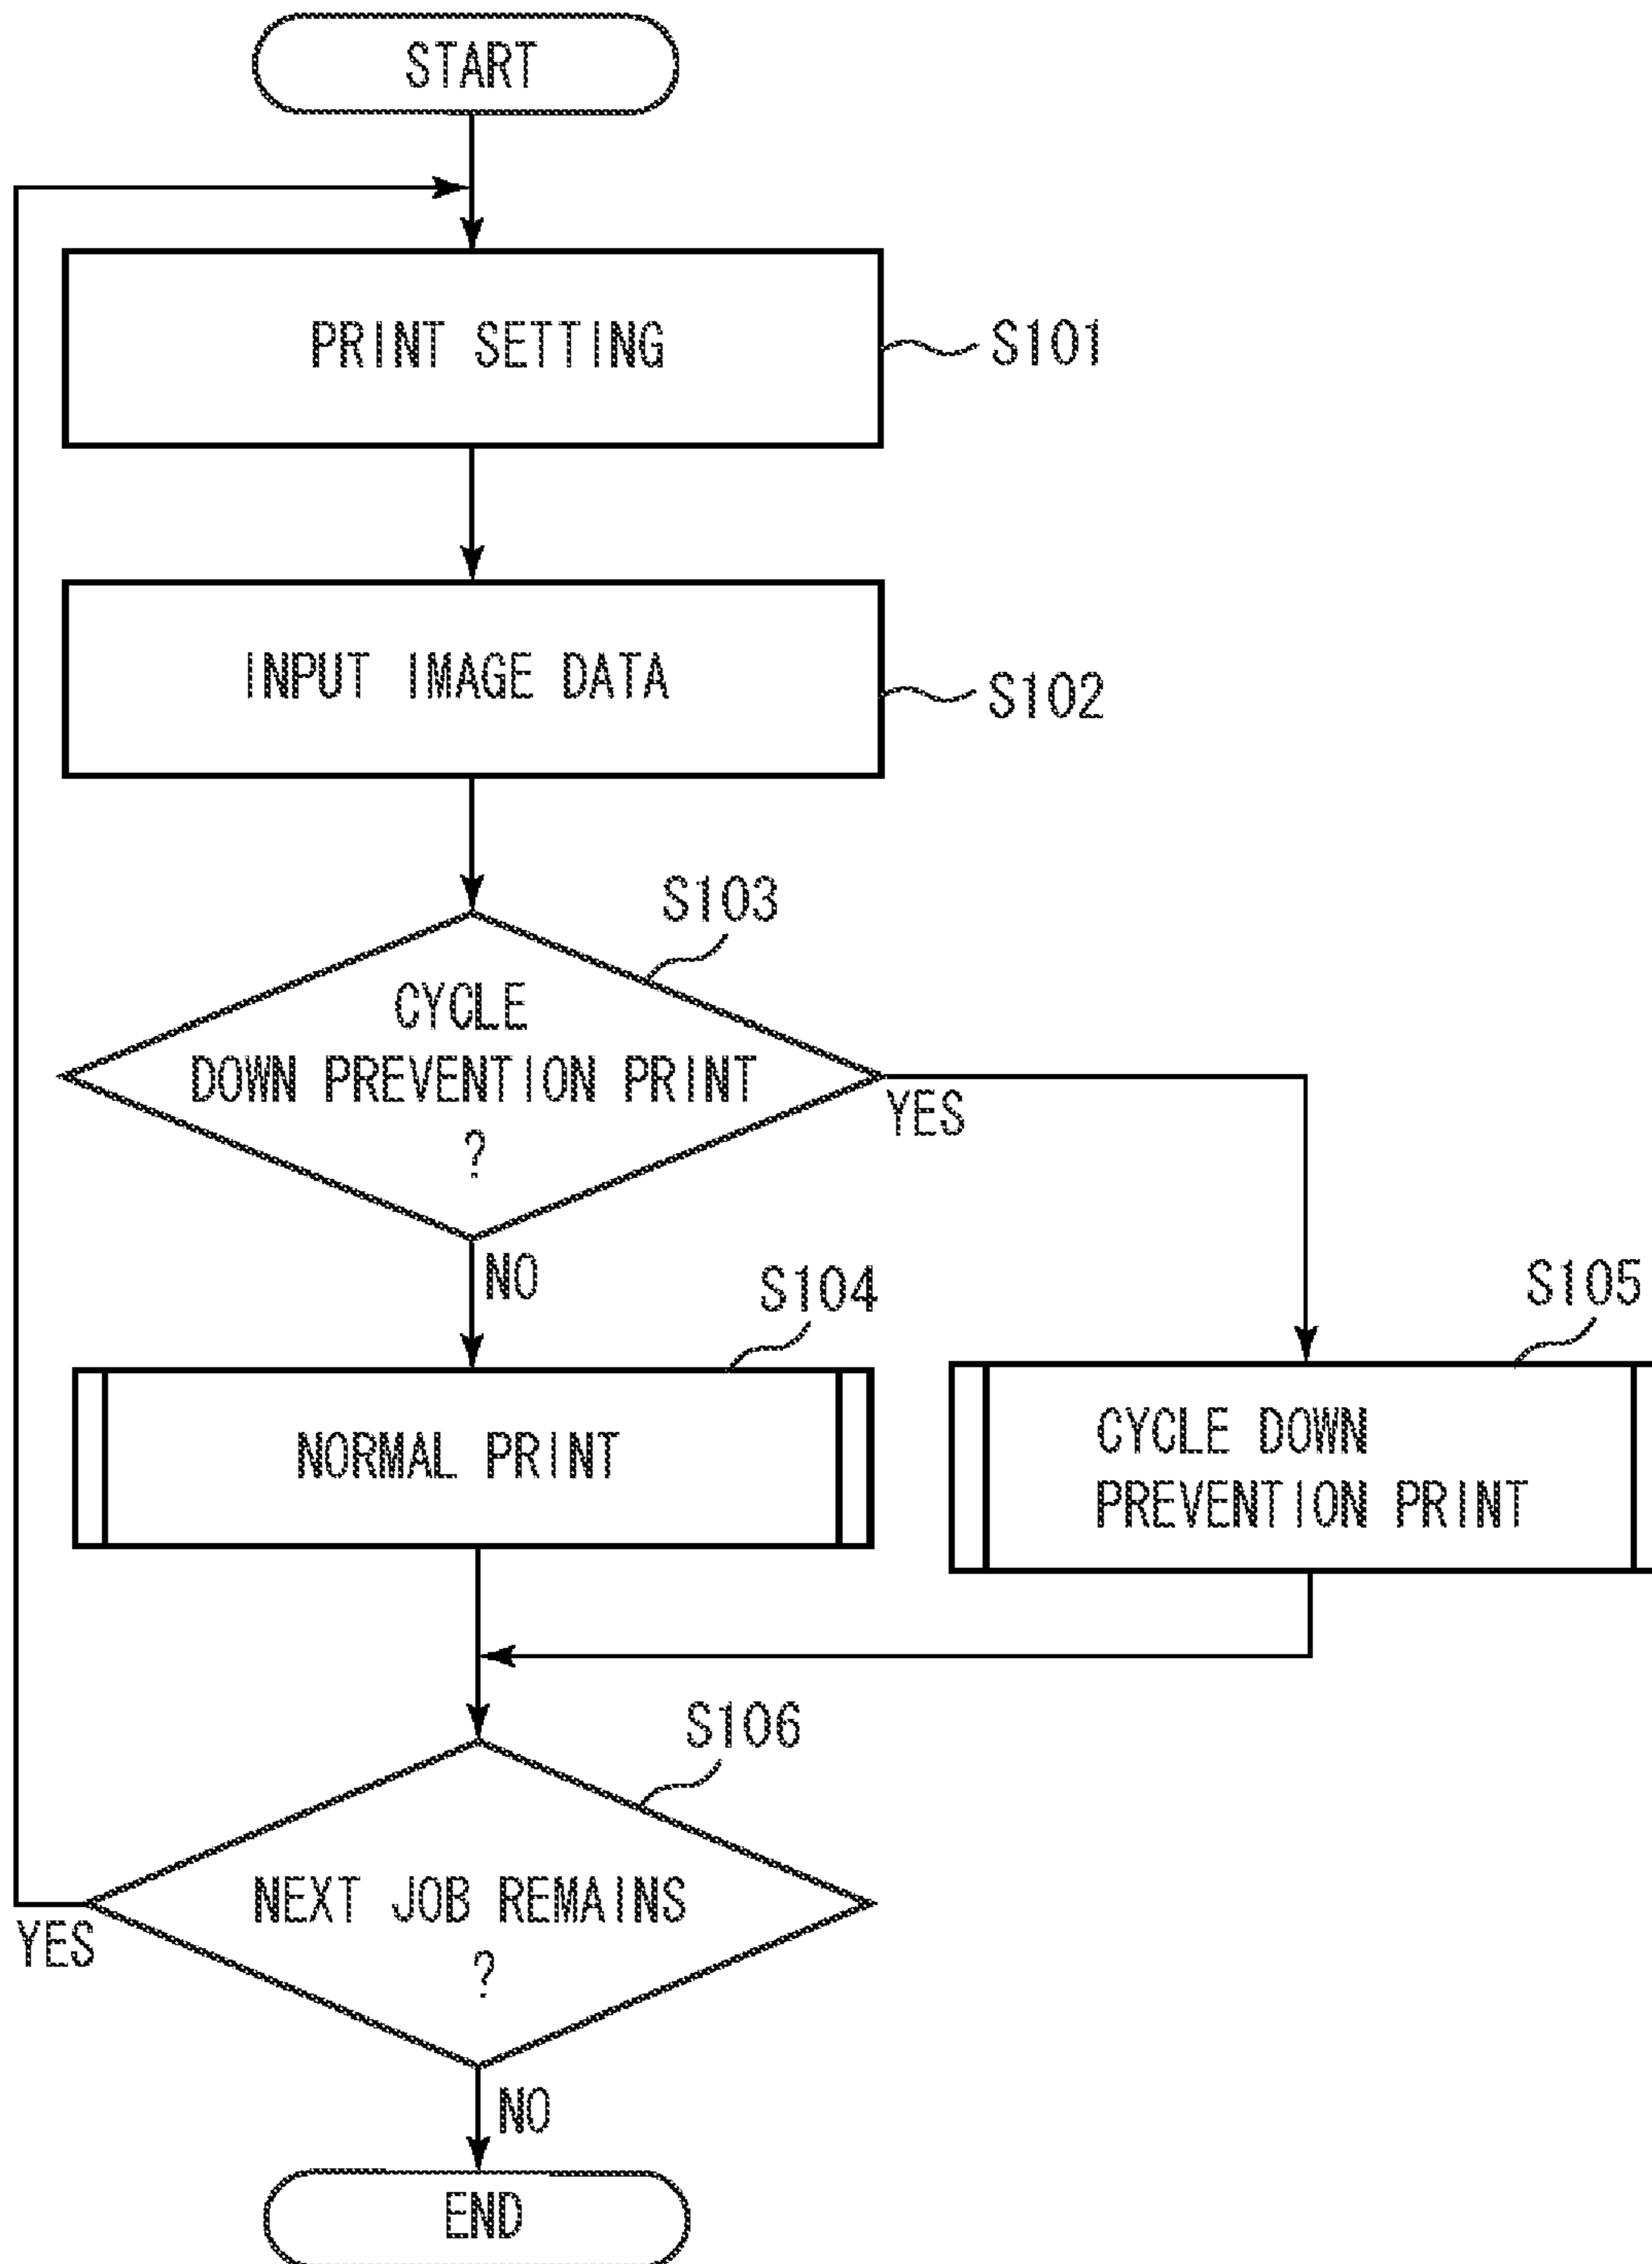 START
PRINT SETTING
S101
INPUT IMAGE DATA
S102
S103
CYCLE
DOWN PREVENTION PRINT
?
YES
NO
S104
S105
NORMAL PRINT
CYCLE DOWN
PREVENTION PRINT
S106
NEXT JOB REMAINS
?
YES
NO
END